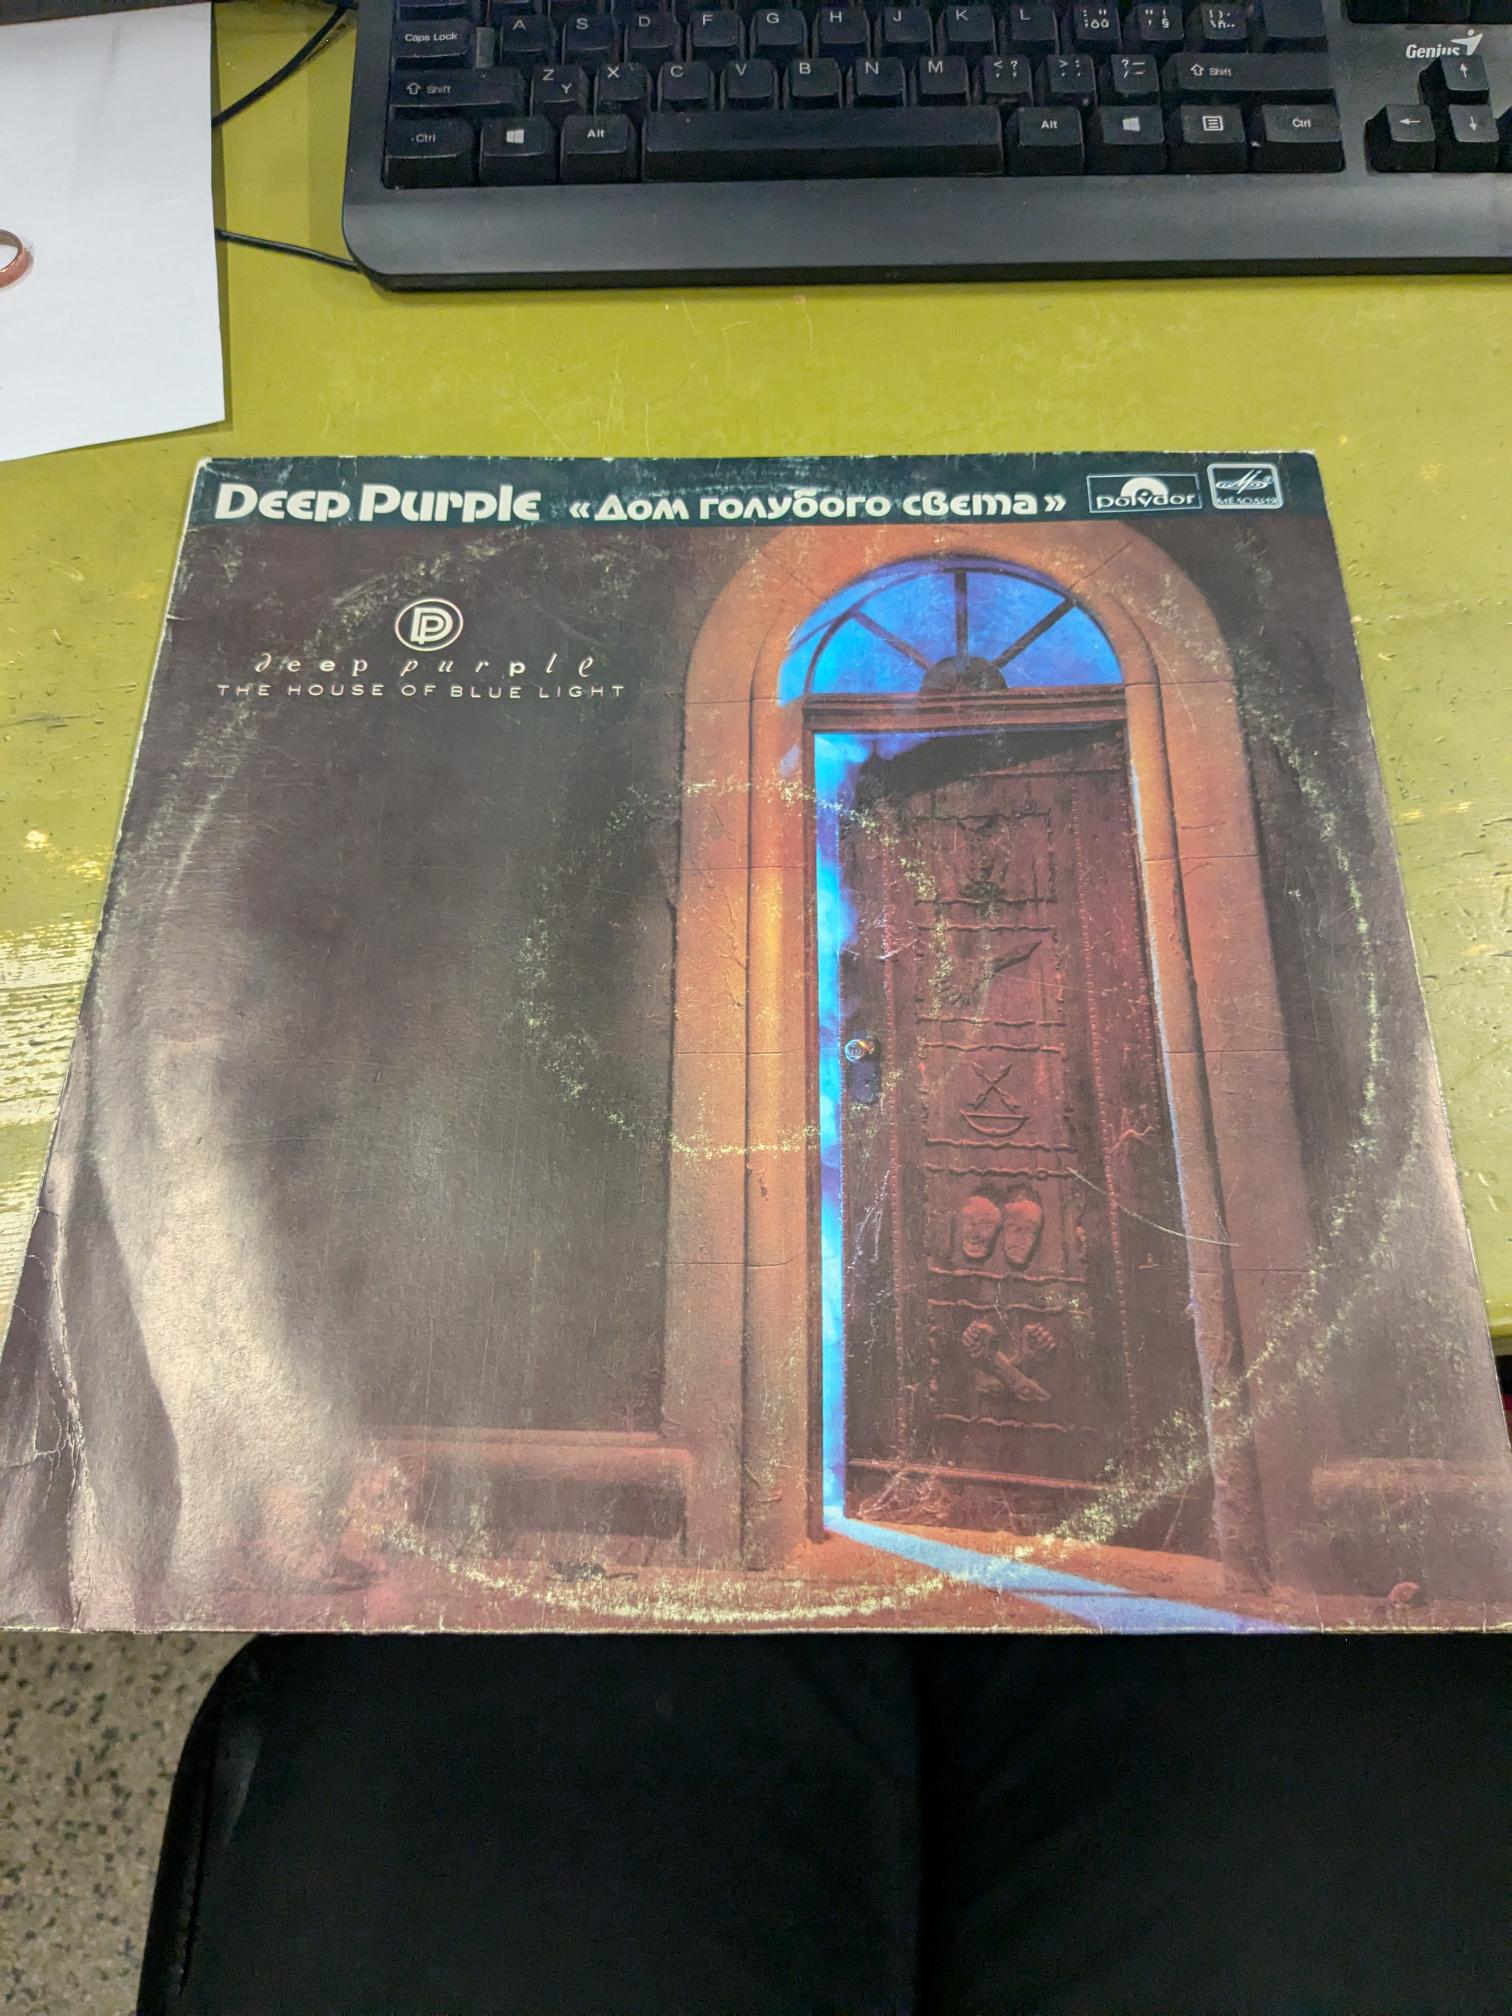 Caps Lock A S D F G H J K L
Shift Z Y X C V B N M Shift
Ctrl Alt Alt Ctrl
Genius
Deep Purple «Дом голубого света» polydor МЕЛОДИЯ
deep purple
THE HOUSE OF BLUE LIGHT